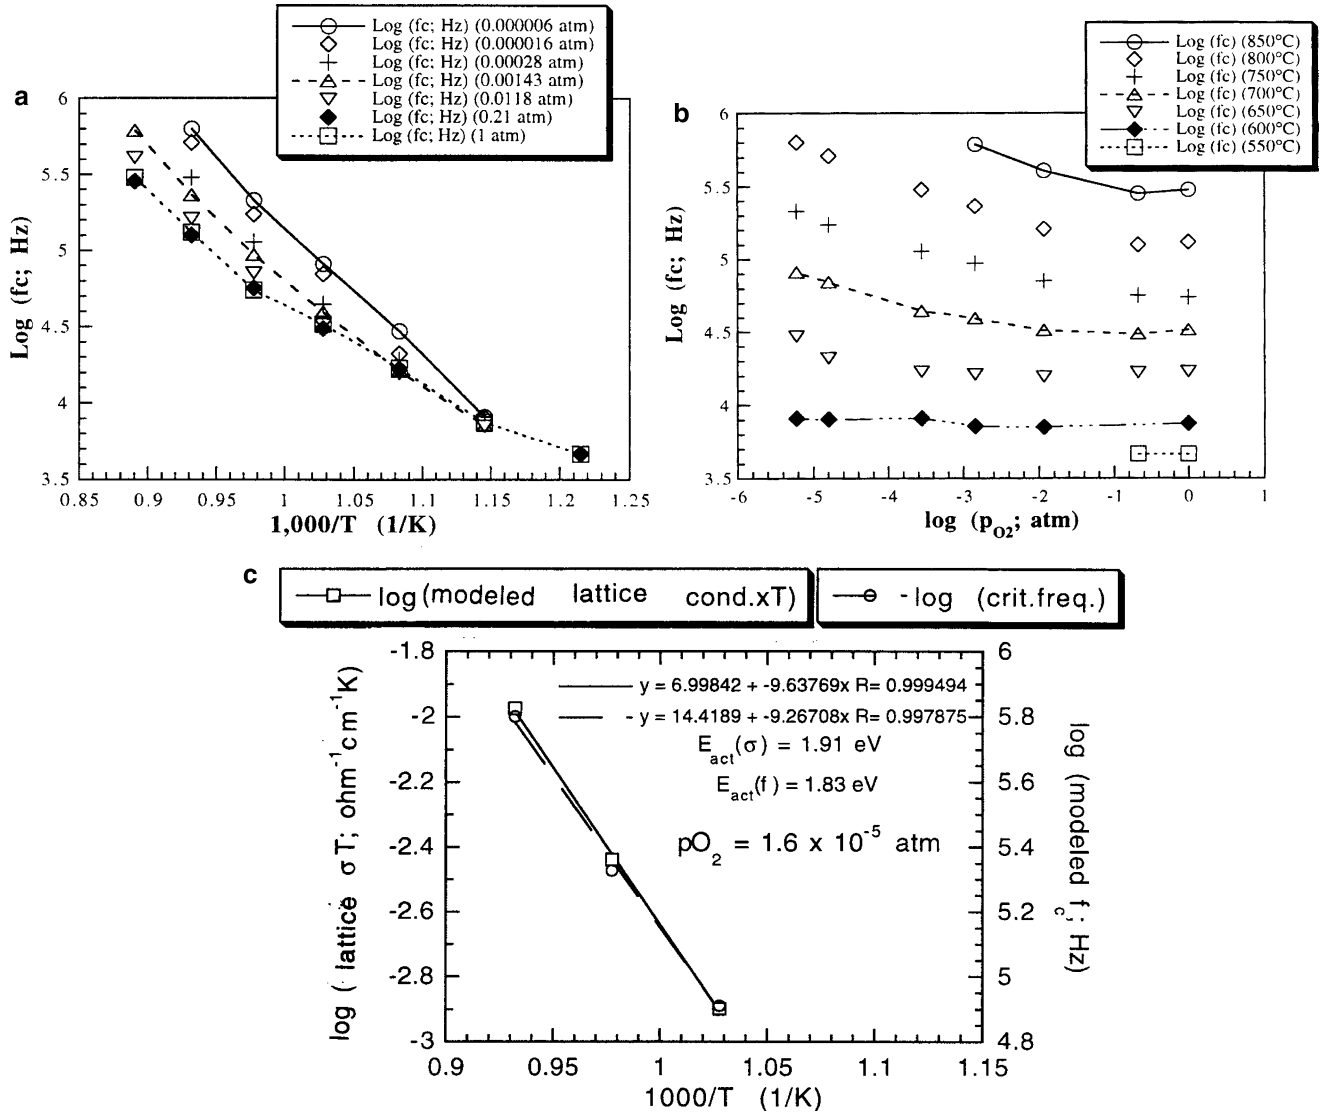 a
Log (fc; Hz) (0.000006 atm)
Log (fc; Hz) (0.000016 atm)
Log (fc; Hz) (0.00028 atm)
Log (fc; Hz) (0.00143 atm)
Log (fc; Hz) (0.0118 atm)
Log (fc; Hz) (0.21 atm)
Log (fc; Hz) (1 atm)
Log (fc; Hz)
6
5.5
5
4.5
4
3.5
0.85 0.9 0.95 1 1.05 1.1 1.15 1.2 1.25
1,000/T (1/K)
b
Log (fc) (850°C)
Log (fc) (800°C)
Log (fc) (750°C)
Log (fc) (700°C)
Log (fc) (650°C)
Log (fc) (600°C)
Log (fc) (550°C)
Log (fc; Hz)
6
5.5
5
4.5
4
3.5
-6 -5 -4 -3 -2 -1 0 1
log (pO2; atm)
c
log (modeled lattice cond.xT)
-log (crit.freq.)
log ( lattice σT; ohm⁻¹cm⁻¹K)
-1.8
-2
-2.2
-2.4
-2.6
-2.8
-3
y = 6.99842 + -9.63769x R= 0.999494
y = 14.4189 + -9.26708x R= 0.997875
Eact(σ) = 1.91 eV
Eact(f) = 1.83 eV
pO2 = 1.6 x 10⁻⁵ atm
6
5.8
5.6
5.4
5.2
5
4.8
log (modeled fc; Hz)
0.9 0.95 1 1.05 1.1 1.15
1000/T (1/K)